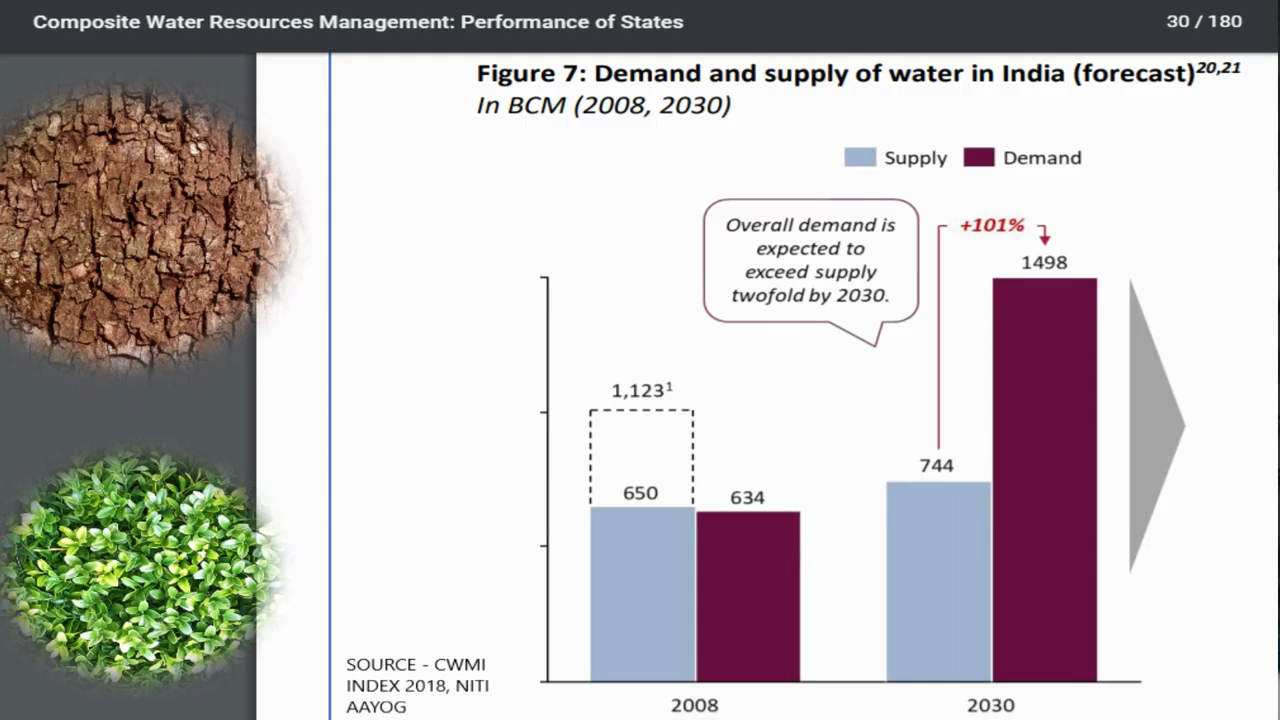 Composite Water Resources Management: Performance of States
30 / 180
Figure 7: Demand and supply of water in India (forecast)20,21
In BCM (2008, 2030)
Supply
Demand
Overall demand is
expected to
exceed supply
twofold by 2030.
+101%
1498
1,123¹
650
634
744
2008
2030
SOURCE - CWMI
INDEX 2018, NITI
AAYOG